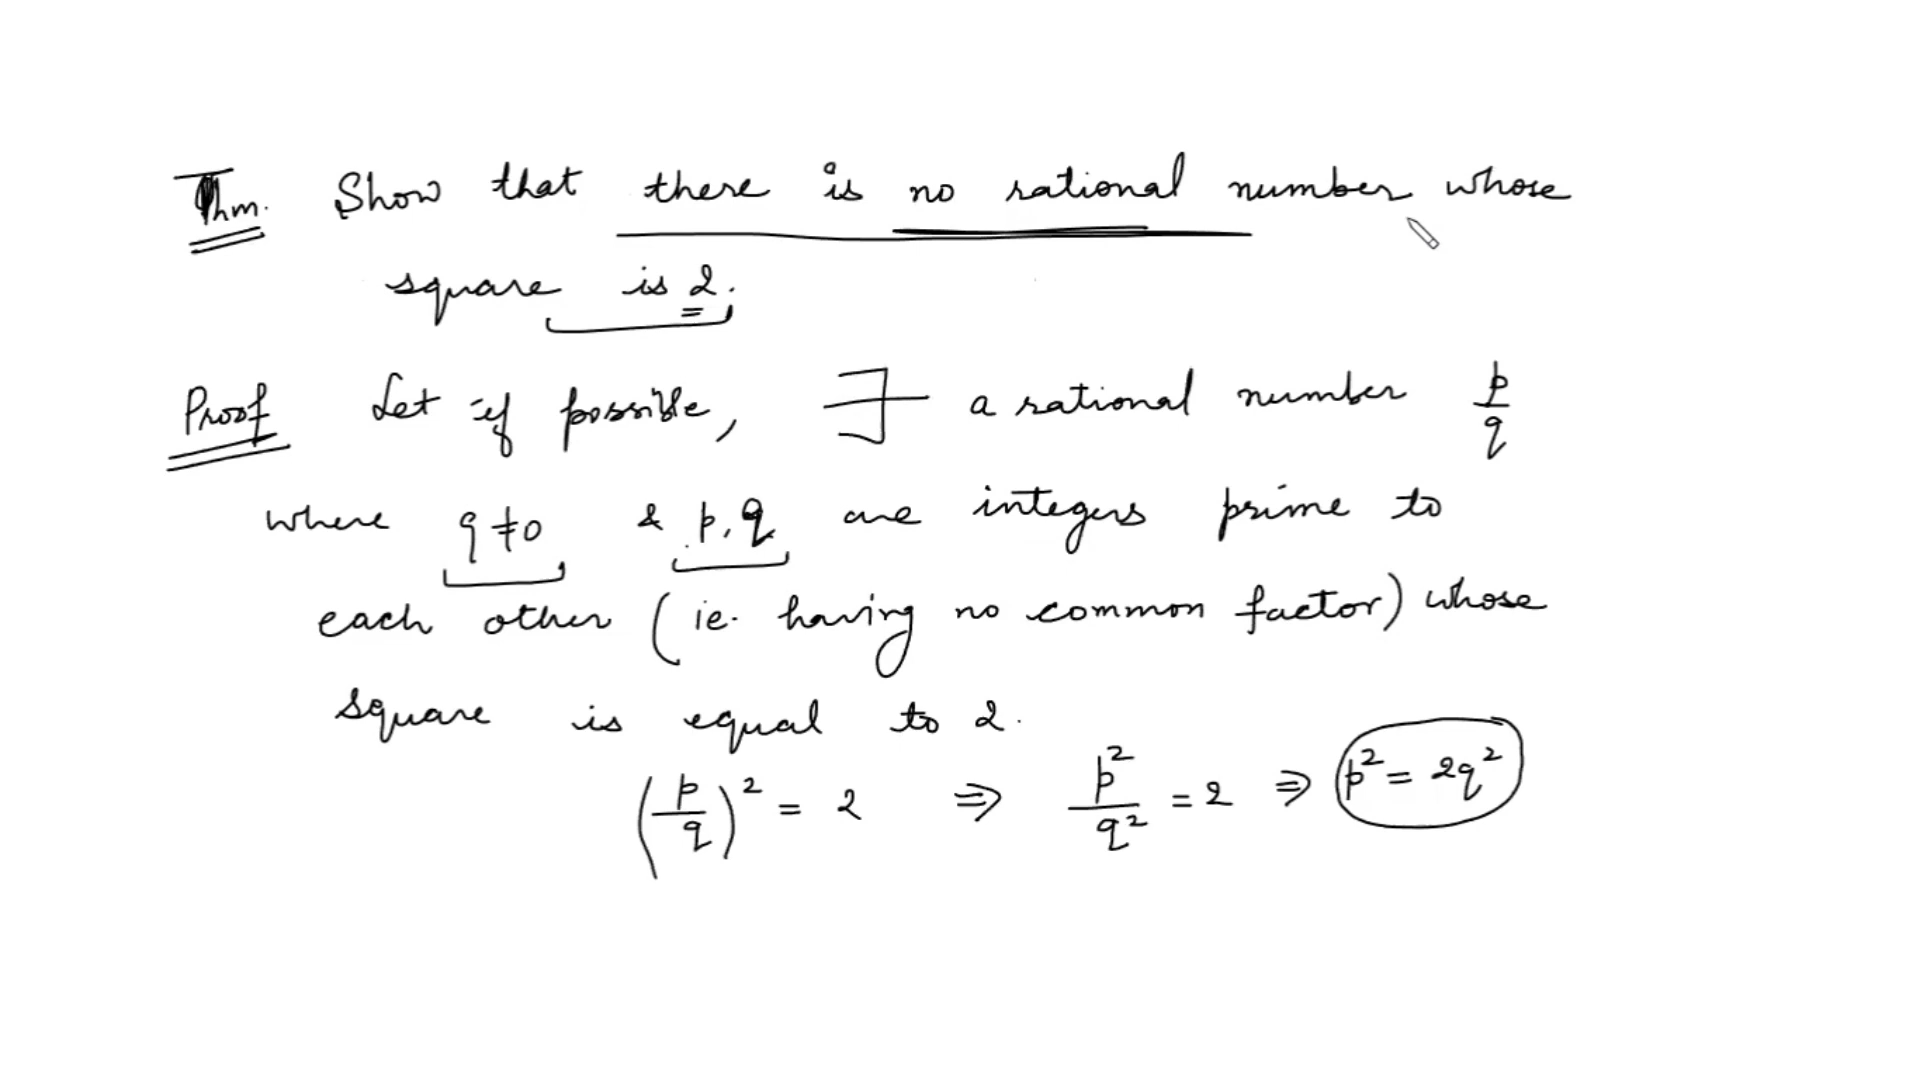 Thm. Show that there is no rational number whose
square is 2.
Proof Let if possible, ∃ a rational number p/q
where q≠0 & p, q are integers prime to
each other (ie. having no common factor) whose
square is equal to 2.
(p/q)² = 2 ⇒ p²/q² = 2 ⇒ p² = 2q²